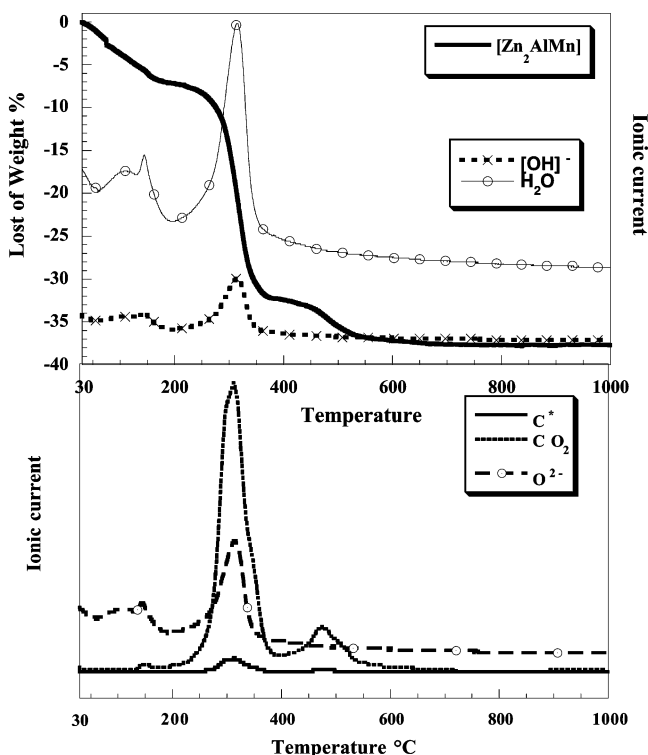 0
-5
-10
-15
-20
-25
-30
-35
-40
Lost of Weight %
[Zn2AlMn]
[OH] -
H2O
Ionic current
30 200 400 600 800 1000
Temperature
C*
C O2
O2-
Ionic current
30 200 400 600 800 1000
Temperature °C